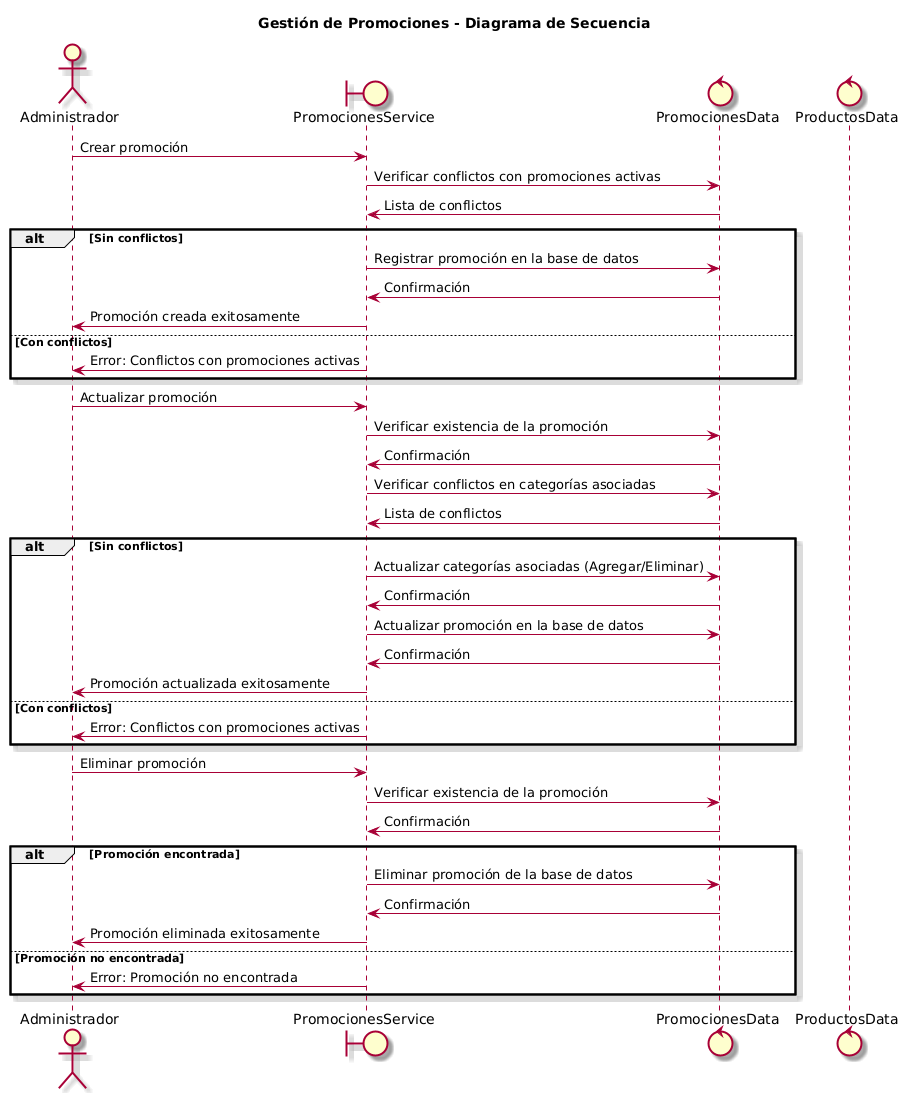 Gestión de Promociones - Diagrama de Secuencia
Administrador
PromocionesService
PromocionesData
ProductosData
Crear promoción
Verificar conflictos con promociones activas
Lista de conflictos
alt
[Sin conflictos]
Registrar promoción en la base de datos
Confirmación
Promoción creada exitosamente
[Con conflictos]
Error: Conflictos con promociones activas
Actualizar promoción
Verificar existencia de la promoción
Confirmación
Verificar conflictos en categorías asociadas
Lista de conflictos
alt
[Sin conflictos]
Actualizar categorías asociadas (Agregar/Eliminar)
Confirmación
Actualizar promoción en la base de datos
Confirmación
Promoción actualizada exitosamente
[Con conflictos]
Error: Conflictos con promociones activas
Eliminar promoción
Verificar existencia de la promoción
Confirmación
alt
[Promoción encontrada]
Eliminar promoción de la base de datos
Confirmación
Promoción eliminada exitosamente
[Promoción no encontrada]
Error: Promoción no encontrada
Administrador
PromocionesService
PromocionesData
ProductosData